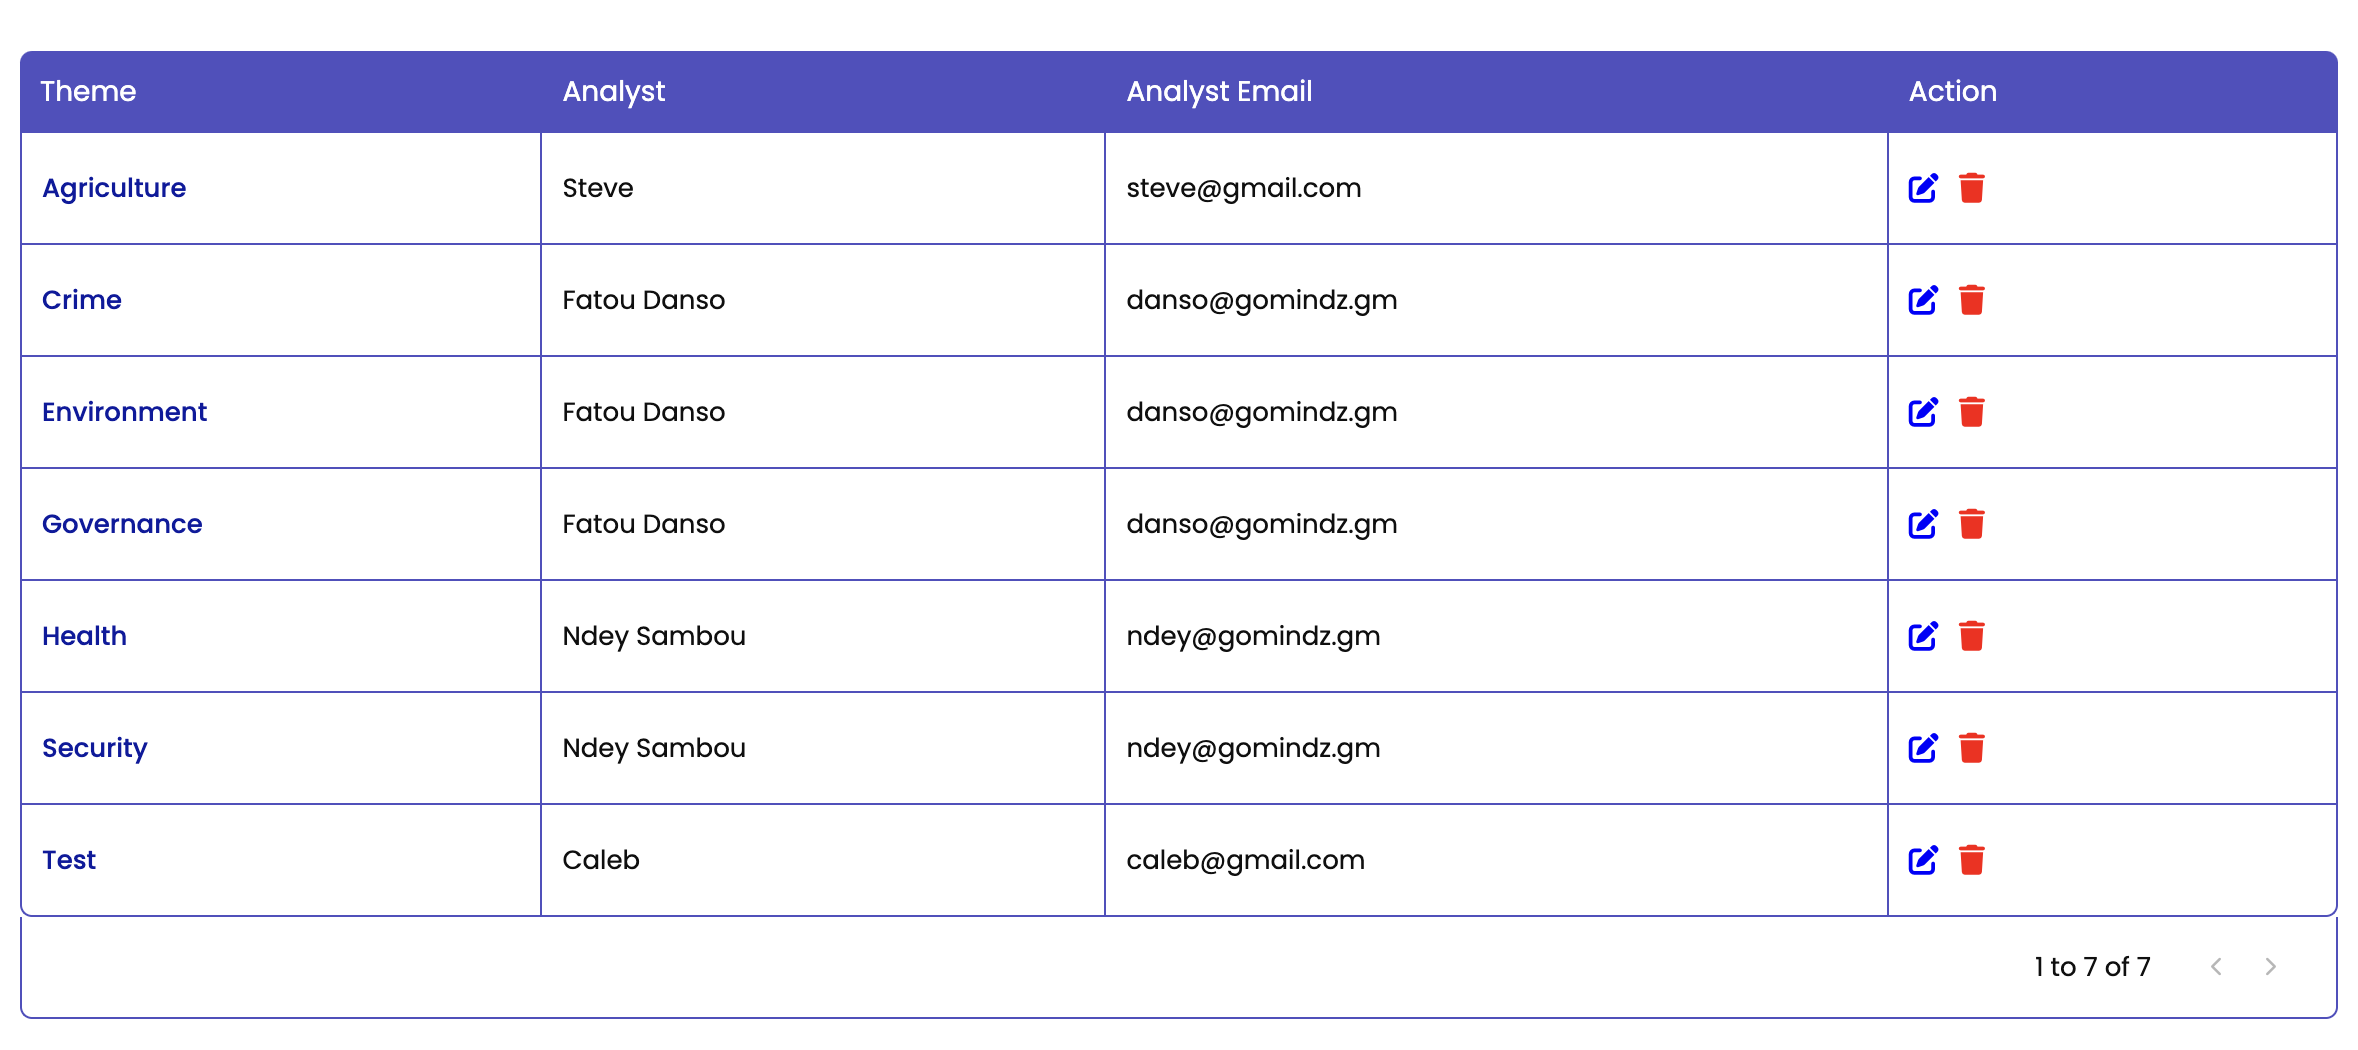 Theme Analyst Analyst Email Action
Agriculture Steve steve@gmail.com
Crime Fatou Danso danso@gomindz.gm
Environment Fatou Danso danso@gomindz.gm
Governance Fatou Danso danso@gomindz.gm
Health Ndey Sambou ndey@gomindz.gm
Security Ndey Sambou ndey@gomindz.gm
Test Caleb caleb@gmail.com
1 to 7 of 7